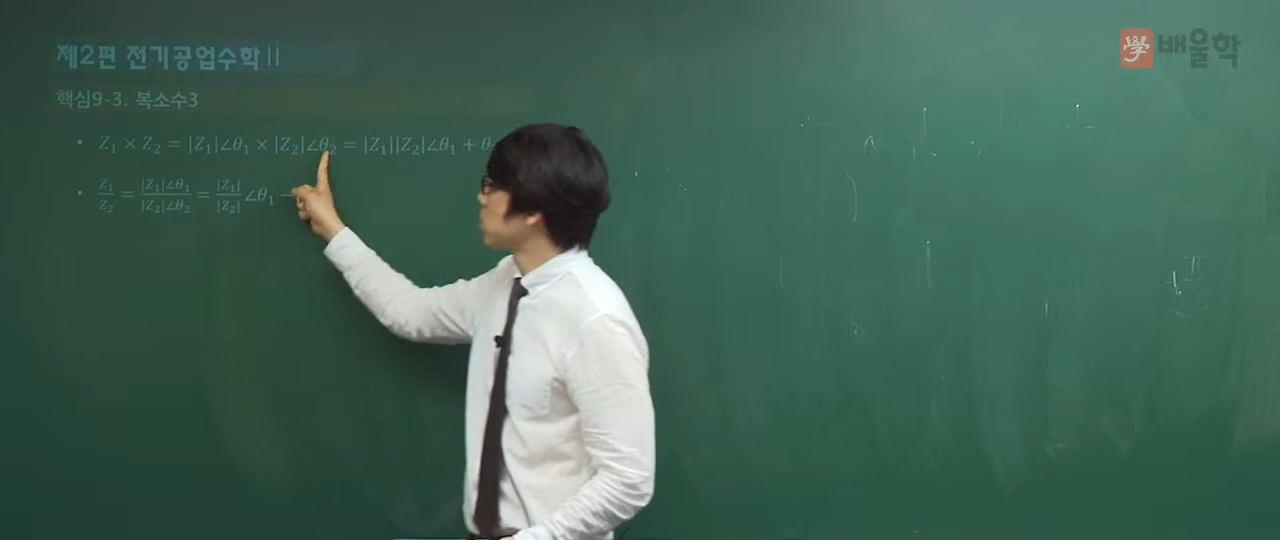 제2편 전기공업수학 II
學 배울학
핵심9-3. 복소수3
• Z₁ × Z₂ = |Z₁|∠θ₁ × |Z₂|∠θ₂ = |Z₁||Z₂|∠θ₁ + θ
• Z₁/Z₂ = |Z₁|∠θ₁/|Z₂|∠θ₂ = |Z₁|/|Z₂| ∠θ₁ −